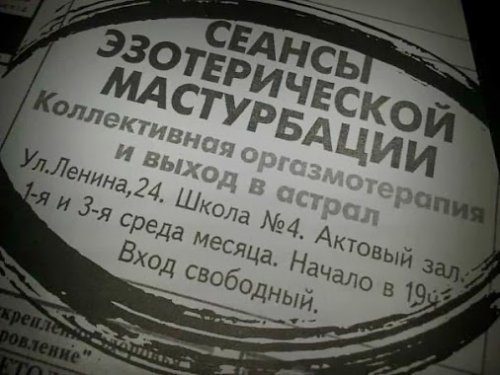 СЕАНСЫ
ЭЗОТЕРИЧЕСКОЙ
МАСТУРБАЦИИ
Коллективная оргазмотерапия
и выход в астрал
Ул.Ленина,24. Школа №4. Актовый зал.
1-я и 3-я среда месяца. Начало в 19ч.
Вход свободный.